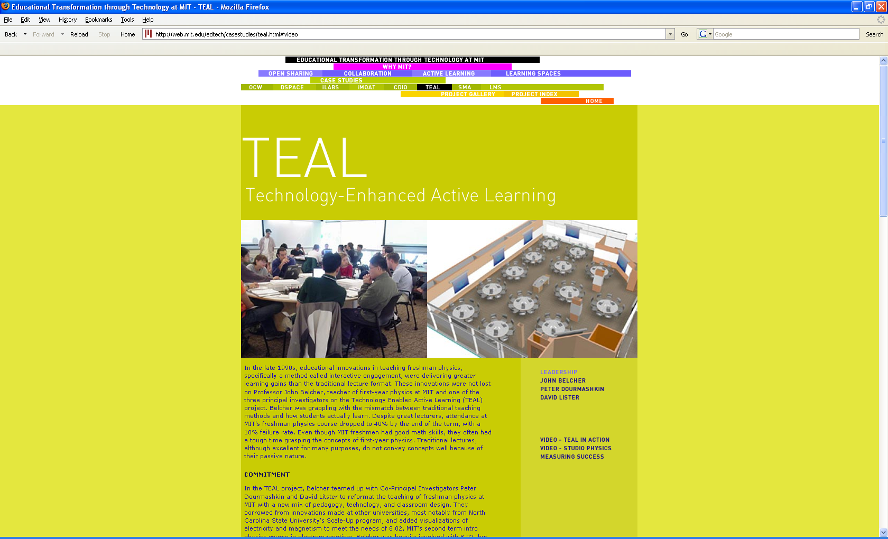 Educational Transformation through Technology at MIT - TEAL - Mozilla Firefox
File Edit View History Bookmarks Tools Help
Back Forward Reload Stop Home http://web.mit.edu/edtech/casestudies/teal.html#video Go Google Search
EDUCATIONAL TRANSFORMATION THROUGH TECHNOLOGY AT MIT
WHY MIT?
OPEN SHARING COLLABORATION ACTIVE LEARNING LEARNING SPACES
CASE STUDIES
OCW DSPACE ILABS IMOAT CDIO TEAL SMA LMS
PROJECT GALLERY PROJECT INDEX
HOME
TEAL
Technology-Enhanced Active Learning
In the late 1990s, educational innovations in teaching freshman physics,
specifically a method called interactive engagement, were delivering greater
learning gains than the traditional lecture format. These innovations were not lost
on Professor John Belcher, teacher of first-year physics at MIT and one of the
three principal investigators on the Technology Enabled Active Learning (TEAL)
project. Belcher was grappling with the mismatch between traditional teaching
methods and how students actually learn. Despite great lecturers, attendance at
MIT's freshman physics course dropped to 40% by the end of the term, with a
10% failure rate. Even though MIT freshmen had good math skills, they often had
a tough time grasping the concepts of first-year physics. Traditional lectures,
although excellent for many purposes, do not convey concepts well because of
their passive nature.
COMMITMENT
In the TEAL project, Belcher teamed up with Co-Principal Investigators Peter
Dourmashkin and David Litster to reformat the teaching of freshman physics at
MIT with a new mix of pedagogy, technology, and classroom design. They
borrowed from innovations made at other universities, most notably from North
Carolina State University's Scale-Up program, and added visualizations of
electricity and magnetism to meet the needs of 8.02, MIT's second term intro
LEADERSHIP
JOHN BELCHER
PETER DOURMASHKIN
DAVID LISTER
VIDEO - TEAL IN ACTION
VIDEO - STUDIO PHYSICS
MEASURING SUCCESS